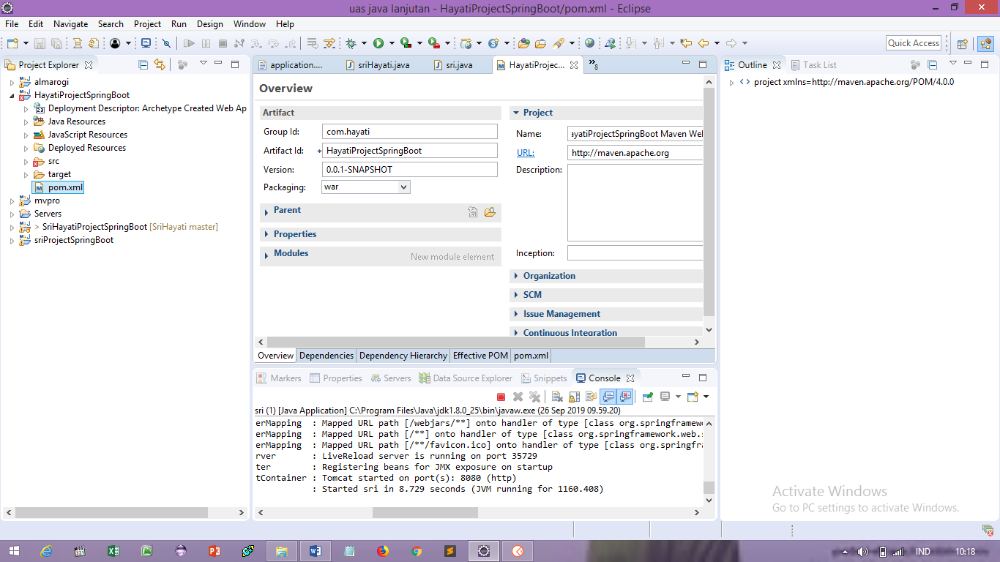 uas java lanjutan - HayatiProjectSpringBoot/pom.xml - Eclipse
File Edit Navigate Search Project Run Design Window Help
Quick Access
Project Explorer
almarogi
HayatiProjectSpringBoot
Deployment Descriptor: Archetype Created Web Ap
Java Resources
JavaScript Resources
Deployed Resources
src
target
pom.xml
mvpro
Servers
> SriHayatiProjectSpringBoot [SriHayati master]
sriProjectSpringBoot
application.... sriHayati.java sri.java HayatiProjec... »8
Overview
Artifact
Group Id: com.hayati
Artifact Id: * HayatiProjectSpringBoot
Version: 0.0.1-SNAPSHOT
Packaging: war
Parent
Properties
Modules New module element
Project
Name: ayatiProjectSpringBoot Maven Wel
URL: http://maven.apache.org
Description:
Inception:
Organization
SCM
Issue Management
Continuous Integration
Overview Dependencies Dependency Hierarchy Effective POM pom.xml
Markers Properties Servers Data Source Explorer Snippets Console
sri (1) [Java Application] C:\Program Files\Java\jdk1.8.0_25\bin\javaw.exe (26 Sep 2019 09.59.20)
erMapping : Mapped URL path [/webjars/**] onto handler of type [class org.springframew
erMapping : Mapped URL path [/**] onto handler of type [class org.springframework.web.
erMapping : Mapped URL path [/**/favicon.ico] onto handler of type [class org.springfr
rver : LiveReload server is running on port 35729
ter : Registering beans for JMX exposure on startup
tContainer : Tomcat started on port(s): 8080 (http)
: Started sri in 8.729 seconds (JVM running for 1160.408)
Outline Task List
project xmlns=http://maven.apache.org/POM/4.0.0
Activate Windows
Go to PC settings to activate Windows.
IND 10:18